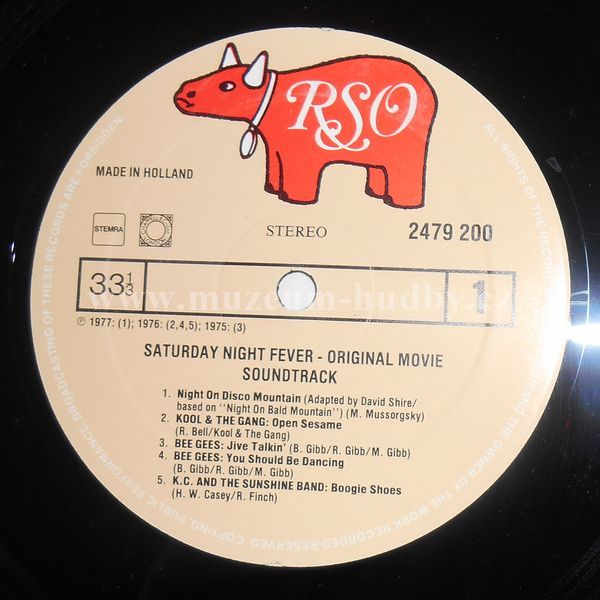 RSO
MADE IN HOLLAND
STEMRA
STEREO
2479 200
33 1/3
1
www.muzeum-hudby.cz
℗ 1977: (1); 1976: (2,4,5); 1975: (3)
SATURDAY NIGHT FEVER - ORIGINAL MOVIE
SOUNDTRACK
1. Night On Disco Mountain (Adapted by David Shire/
based on ''Night On Bald Mountain'') (M. Mussorgsky)
2. KOOL & THE GANG: Open Sesame
(R. Bell/Kool & The Gang)
3. BEE GEES: Jive Talkin' (B. Gibb/R. Gibb/M. Gibb)
4. BEE GEES: You Should Be Dancing
(B. Gibb/R. Gibb/M. Gibb)
5. K.C. AND THE SUNSHINE BAND: Boogie Shoes
(H. W. Casey/R. Finch)
ALL RIGHTS OF THE RECORD AND THE OWNER OF THE WORK RECORDED RESERVED. COPYING, PUBLIC PERFORMANCE, BROADCASTING OF THESE RECORDS ARE FORBIDDEN